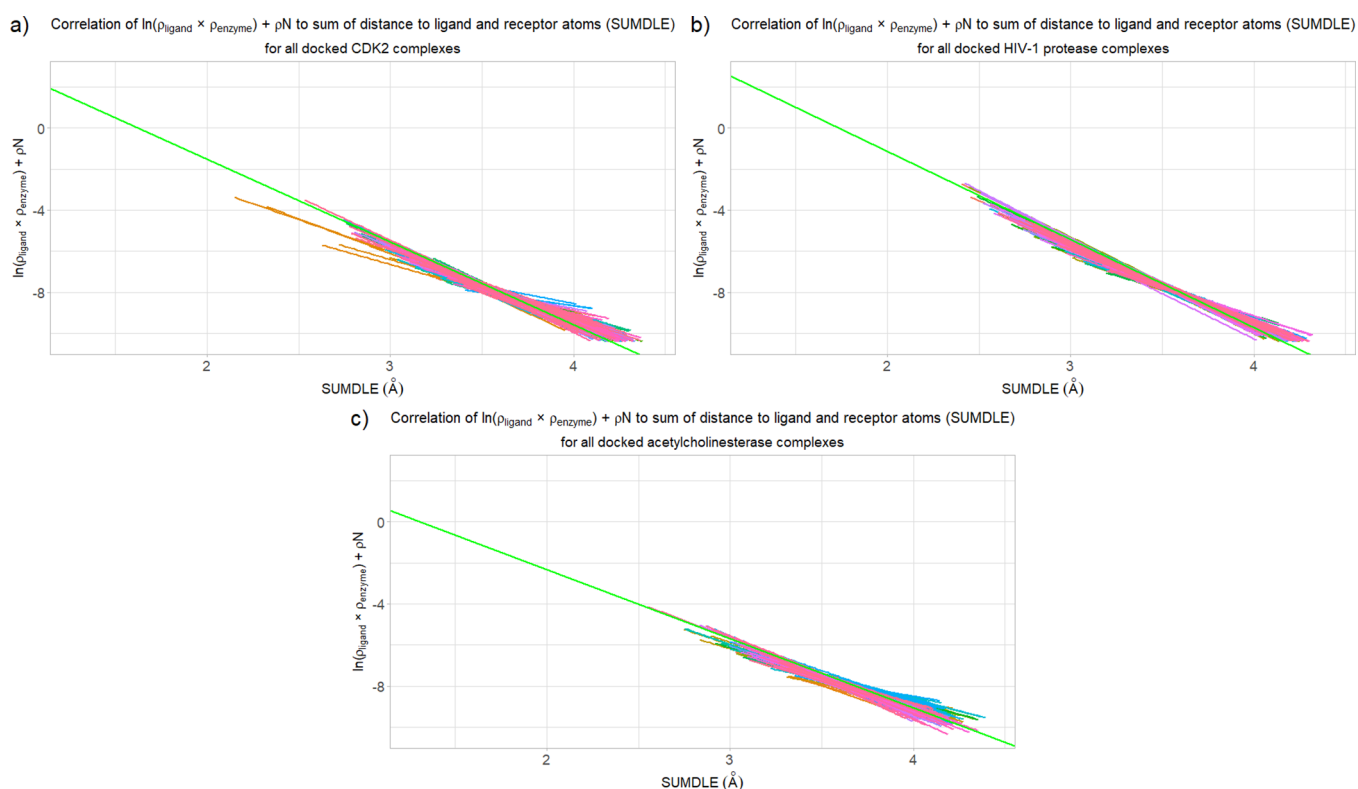 a) Correlation of ln(ρligand × ρenzyme) + ρN to sum of distance to ligand and receptor atoms (SUMDLE)
for all docked CDK2 complexes
ln(ρligand × ρenzyme) + ρN
0
-4
-8
2 3 4
SUMDLE (Å)
b) Correlation of ln(ρligand × ρenzyme) + ρN to sum of distance to ligand and receptor atoms (SUMDLE)
for all docked HIV-1 protease complexes
ln(ρligand × ρenzyme) + ρN
0
-4
-8
2 3 4
SUMDLE (Å)
c) Correlation of ln(ρligand × ρenzyme) + ρN to sum of distance to ligand and receptor atoms (SUMDLE)
for all docked acetylcholinesterase complexes
ln(ρligand × ρenzyme) + ρN
0
-4
-8
2 3 4
SUMDLE (Å)